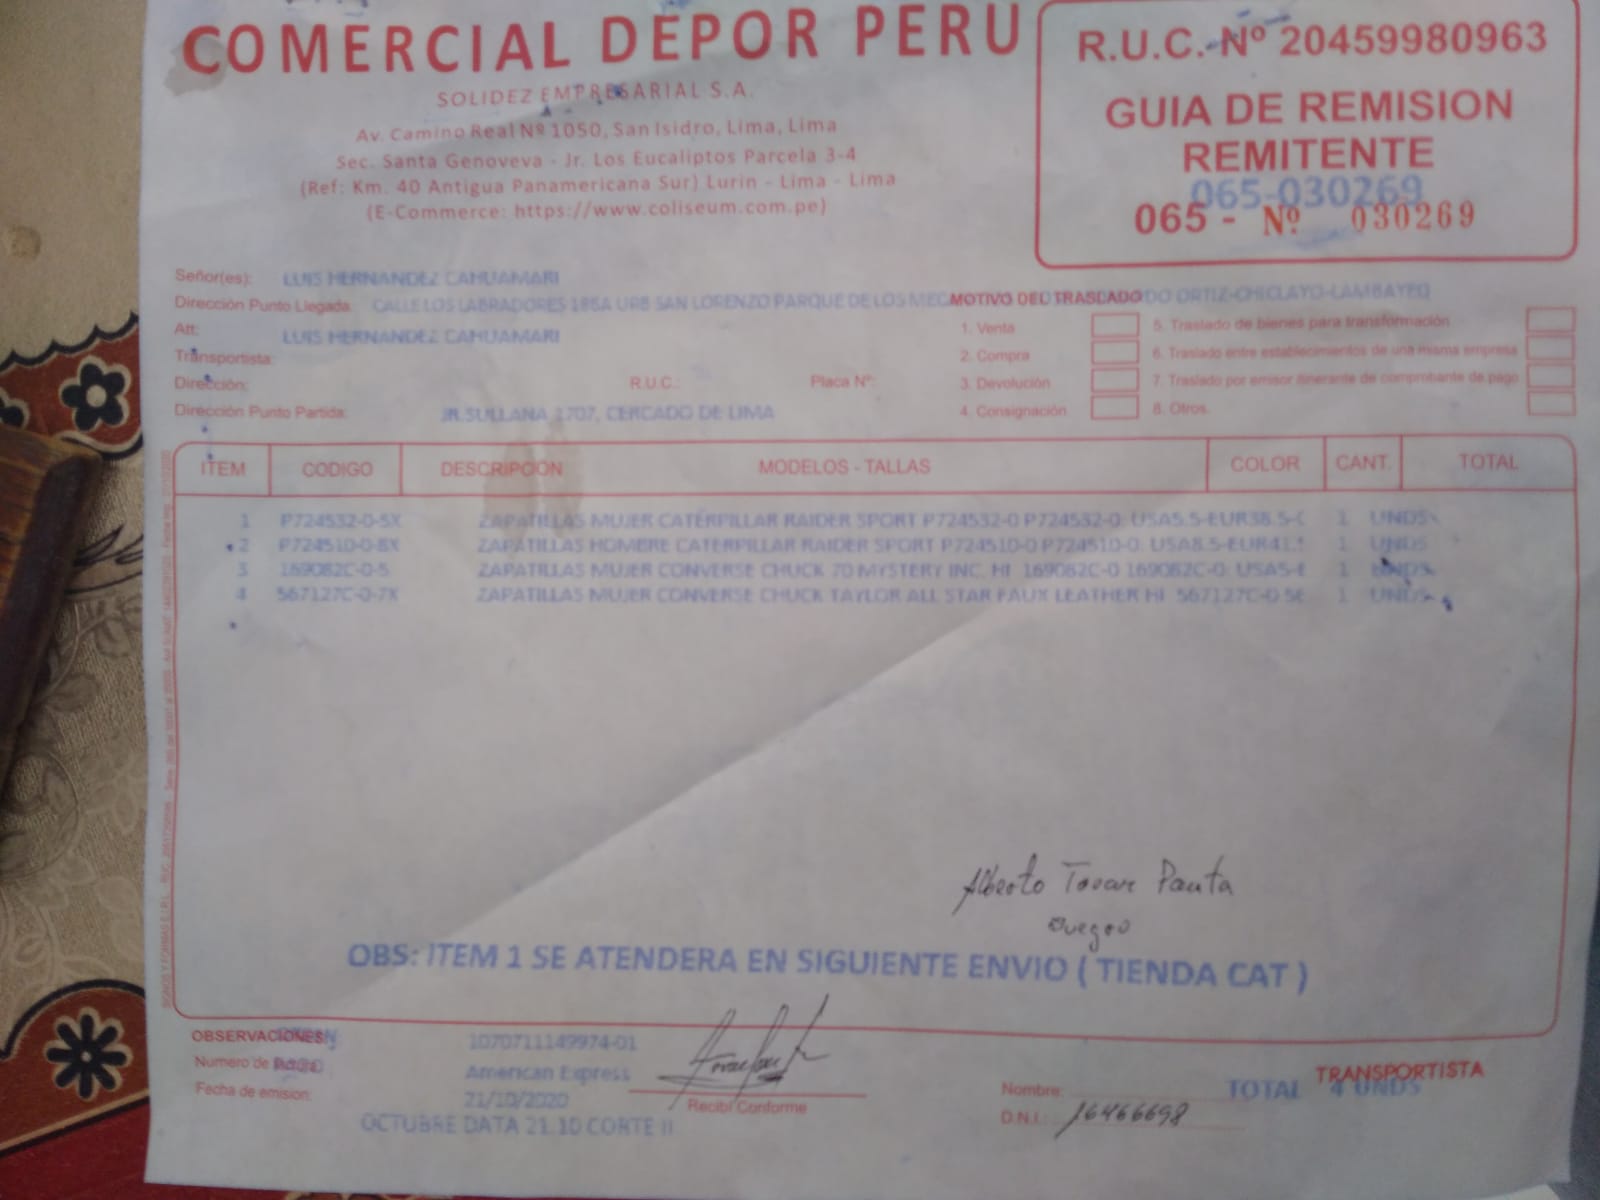 COMERCIAL DEPOR PERU
SOLIDEZ EMPRESARIAL S.A.
Av. Camino Real Nº 1050, San Isidro, Lima, Lima
Sec. Santa Genoveva - Jr. Los Eucaliptos Parcela 3-4
(Ref: Km. 40 Antigua Panamericana Sur) Lurin - Lima - Lima
(E-Commerce: https://www.coliseum.com.pe)
R.U.C. Nº 20459980963
GUIA DE REMISION
REMITENTE
065-030269
065 - Nº 030269
Señor(es): LUIS HERNANDEZ CAHUAMARI
Dirección Punto Llegada: CALLE LOS LABRADORES 186A URB SAN LORENZO PARQUE DE LOS ORTIZ-CHICLAYO-LAMBAYEQ
MOTIVO DEL TRASLADO
Att: LUIS HERNANDEZ CAHUAMARI
Transportista:
Dirección: R.U.C.: Placa Nº:
Dirección Punto Partida: JR.SULLANA 1707, CERCADO DE LIMA
1. Venta
2. Compra
3. Devolución
4. Consignación
5. Traslado de bienes para transformación
6. Traslado entre establecimientos de una misma empresa
7. Traslado por emisor itinerante de comprobante de pago
8. Otros.
ITEM CODIGO DESCRIPCION MODELOS - TALLAS COLOR CANT. TOTAL
1 P724532-0-5X ZAPATILLAS MUJER CATERPILLAR RAIDER SPORT P724532-0 P724532-0: USA5.5-EUR36.5-C 1 UNDS
2 P724510-0-8X ZAPATILLAS HOMBRE CATERPILLAR RAIDER SPORT P724510-0 P724510-0: USA8.5-EUR41.5 1 UNDS
3 169082C-0-5 ZAPATILLAS MUJER CONVERSE CHUCK 70 MYSTERY INC. HI 169082C-0 169082C-0: USA5-E 1 UNDS
4 567127C-0-7X ZAPATILLAS MUJER CONVERSE CHUCK TAYLOR ALL STAR FAUX LEATHER HI 567127C-0 56 1 UNDS
Alberto Tovar Panta
suegro
OBS: ITEM 1 SE ATENDERA EN SIGUIENTE ENVIO ( TIENDA CAT )
OBSERVACIONES: 1070711149974-01
Numero de American Express
Fecha de emision: 21/10/2020
OCTUBRE DATA 21.10 CORTE II
Recibí Conforme
Nombre:
D.N.I.: 16466698
TRANSPORTISTA
TOTAL 4 UNDS